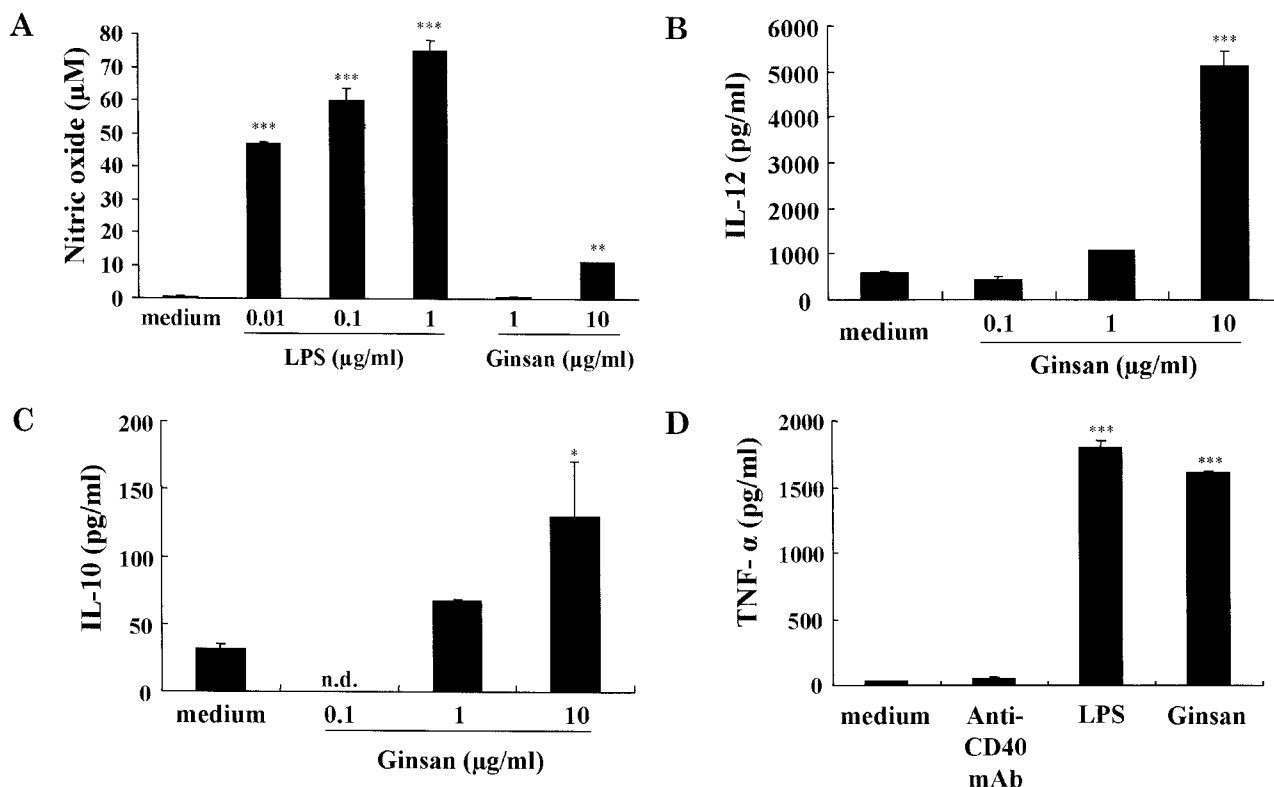 A
Nitric oxide (μM)
80
70
60
50
40
30
20
10
0
***
***
***
**
medium
0.01
0.1
1
1
10
LPS (μg/ml)
Ginsan (μg/ml)
B
IL-12 (pg/ml)
6000
5000
4000
3000
2000
1000
0
***
medium
0.1
1
10
Ginsan (μg/ml)
C
IL-10 (pg/ml)
200
150
100
50
0
*
n.d.
medium
0.1
1
10
Ginsan (μg/ml)
D
TNF- α (pg/ml)
2000
1500
1000
500
0
***
***
medium
Anti-
CD40
mAb
LPS
Ginsan